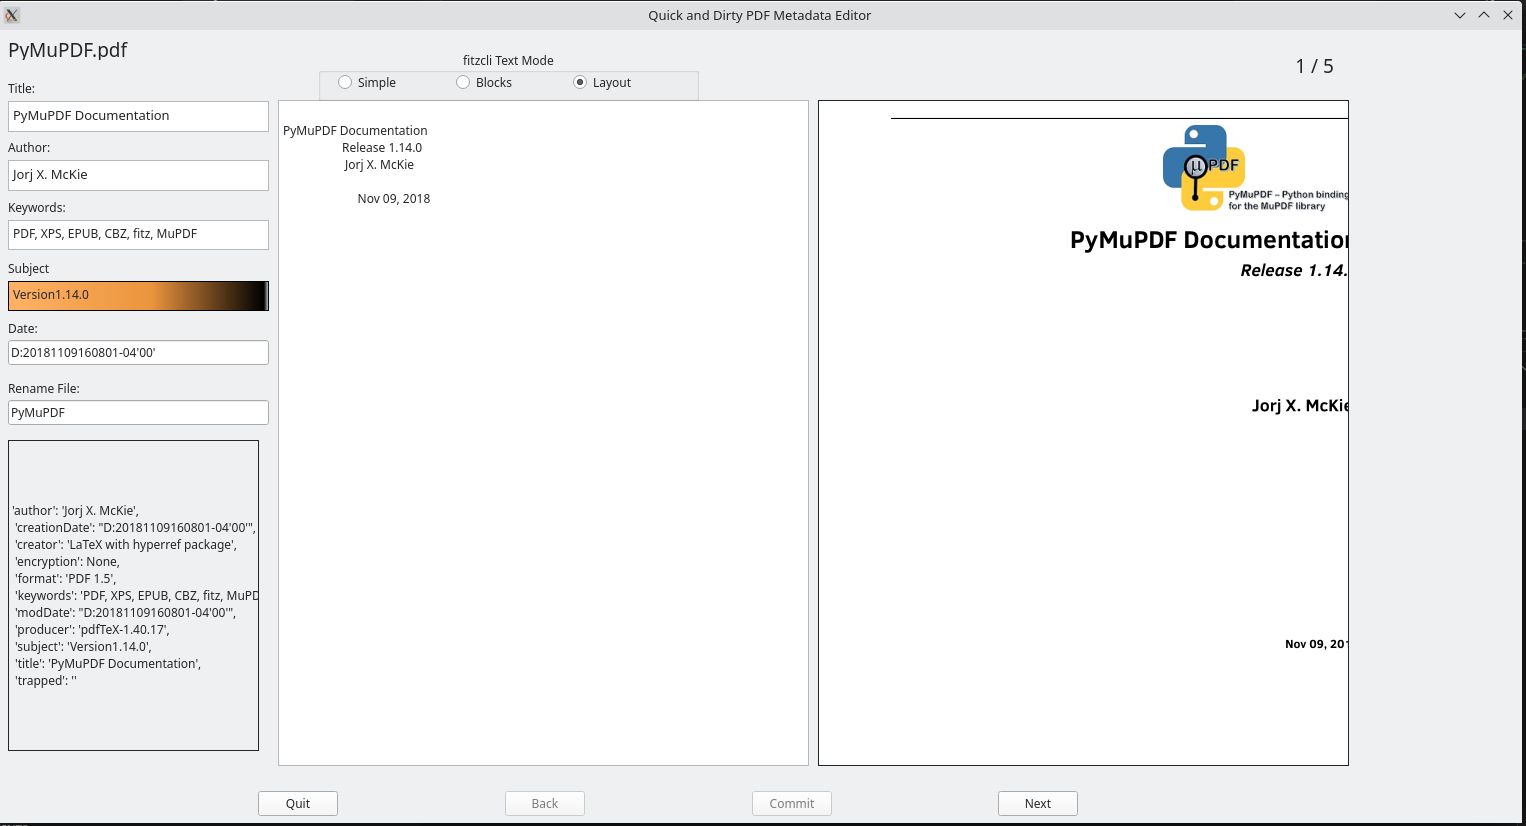 Quick and Dirty PDF Metadata Editor
PyMuPDF.pdf
fitzcli Text Mode
Simple
Blocks
Layout
1 / 5
Title:
PyMuPDF Documentation
Author:
Jorj X. McKie
Keywords:
PDF, XPS, EPUB, CBZ, fitz, MuPDF
Subject
Version1.14.0
Date:
D:20181109160801-04'00'
Rename File:
PyMuPDF
'author': 'Jorj X. McKie',
'creationDate': "D:20181109160801-04'00'",
'creator': 'LaTeX with hyperref package',
'encryption': None,
'format': 'PDF 1.5',
'keywords': 'PDF, XPS, EPUB, CBZ, fitz, MuPD
'modDate': "D:20181109160801-04'00'",
'producer': 'pdfTeX-1.40.17',
'subject': 'Version1.14.0',
'title': 'PyMuPDF Documentation',
'trapped': ''
PyMuPDF Documentation
Release 1.14.0
Jorj X. McKie
Nov 09, 2018
μPDF
PyMuPDF – Python binding
for the MuPDF library
PyMuPDF Documentation
Release 1.14.
Jorj X. McKie
Nov 09, 201
Quit
Back
Commit
Next